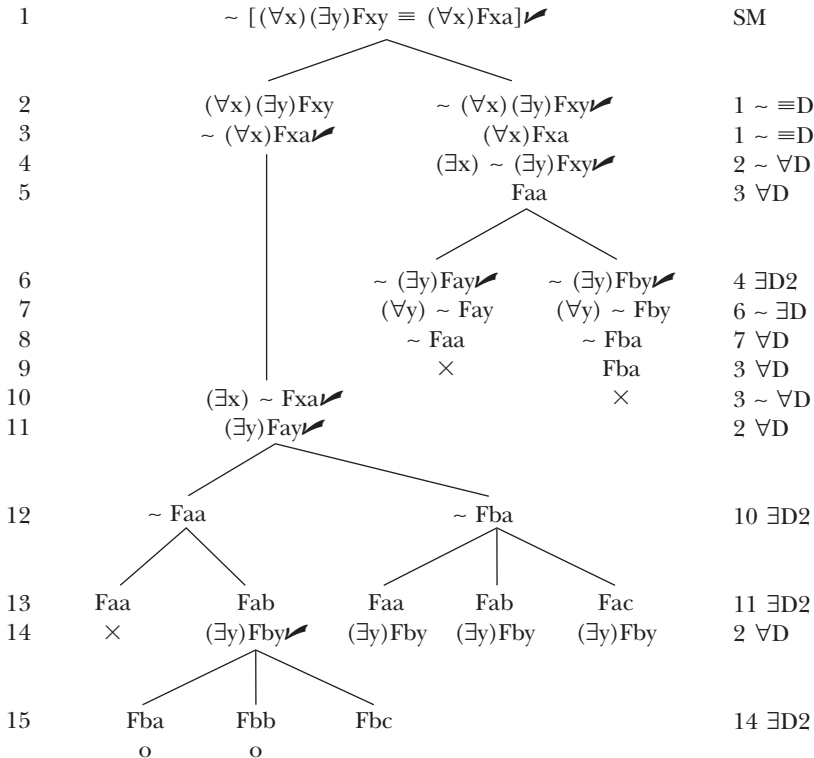 1 ~ [(∀x)(∃y)Fxy ≡ (∀x)Fxa]✔ SM
2 (∀x)(∃y)Fxy ~ (∀x)(∃y)Fxy✔ 1 ~ ≡D
3 ~ (∀x)Fxa✔ (∀x)Fxa 1 ~ ≡D
4 (∃x) ~ (∃y)Fxy✔ 2 ~ ∀D
5 Faa 3 ∀D
6 ~ (∃y)Fay✔ ~ (∃y)Fby✔ 4 ∃D2
7 (∀y) ~ Fay (∀y) ~ Fby 6 ~ ∃D
8 ~ Faa ~ Fba 7 ∀D
9 × Fba 3 ∀D
10 (∃x) ~ Fxa✔ × 3 ~ ∀D
11 (∃y)Fay✔ 2 ∀D
12 ~ Faa ~ Fba 10 ∃D2
13 Faa Fab Faa Fab Fac 11 ∃D2
14 × (∃y)Fby✔ (∃y)Fby (∃y)Fby (∃y)Fby 2 ∀D
15 Fba Fbb Fbc 14 ∃D2
o o